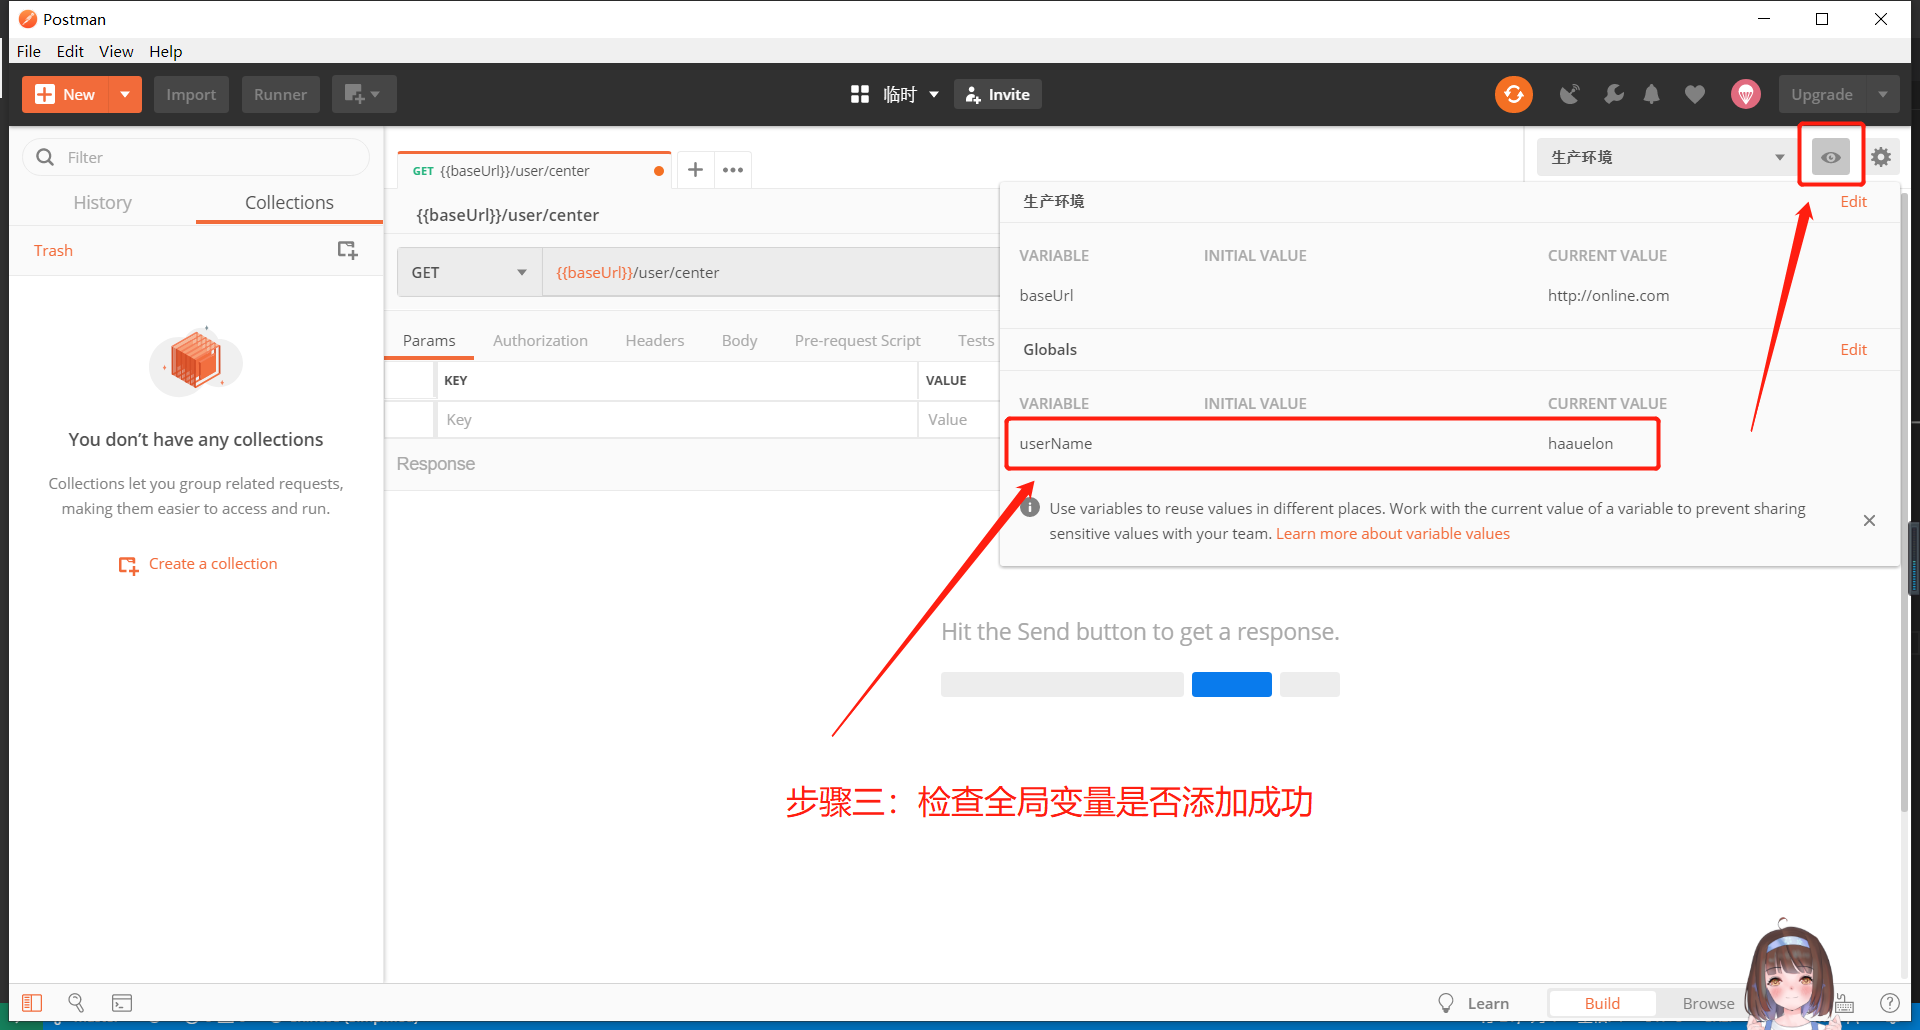 Postman
File Edit View Help
New Import Runner 临时 Invite Upgrade
Filter
History Collections
Trash
You don’t have any collections
Collections let you group related requests,
making them easier to access and run.
Create a collection
GET {{baseUrl}}/user/center
生产环境
{{baseUrl}}/user/center
GET {{baseUrl}}/user/center
Params Authorization Headers Body Pre-request Script Tests
KEY VALUE
Key Value
Response
生产环境 Edit
VARIABLE INITIAL VALUE CURRENT VALUE
baseUrl http://online.com
Globals Edit
VARIABLE INITIAL VALUE CURRENT VALUE
userName haauelon
Use variables to reuse values in different places. Work with the current value of a variable to prevent sharing
sensitive values with your team. Learn more about variable values
Hit the Send button to get a response.
步骤三：检查全局变量是否添加成功
Learn Build Browse